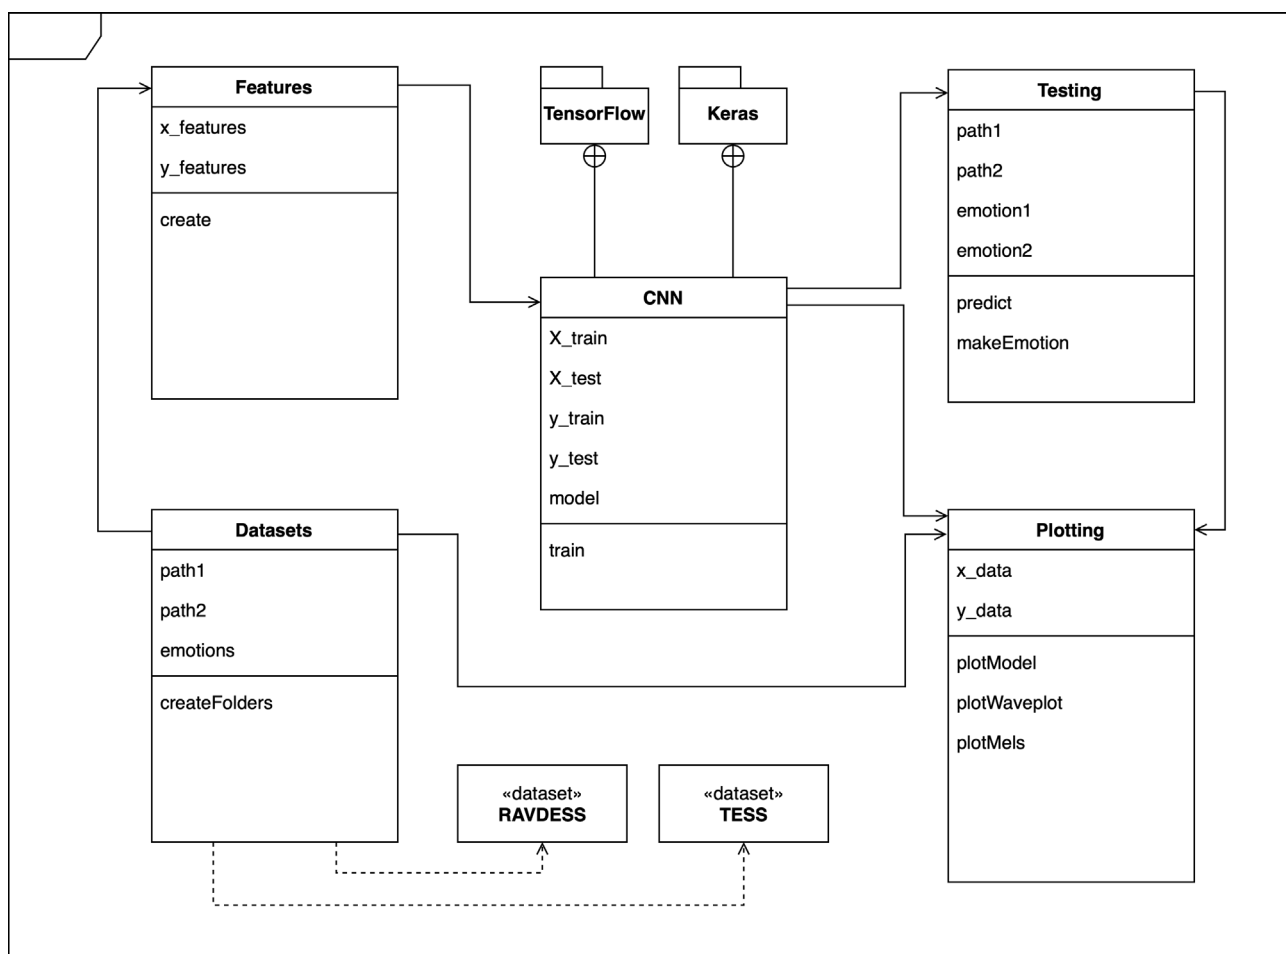 Features
x_features
y_features
create
TensorFlow
Keras
Testing
path1
path2
emotion1
emotion2
predict
makeEmotion
CNN
X_train
X_test
y_train
y_test
model
train
Datasets
path1
path2
emotions
createFolders
Plotting
x_data
y_data
plotModel
plotWaveplot
plotMels
«dataset»
RAVDESS
«dataset»
TESS